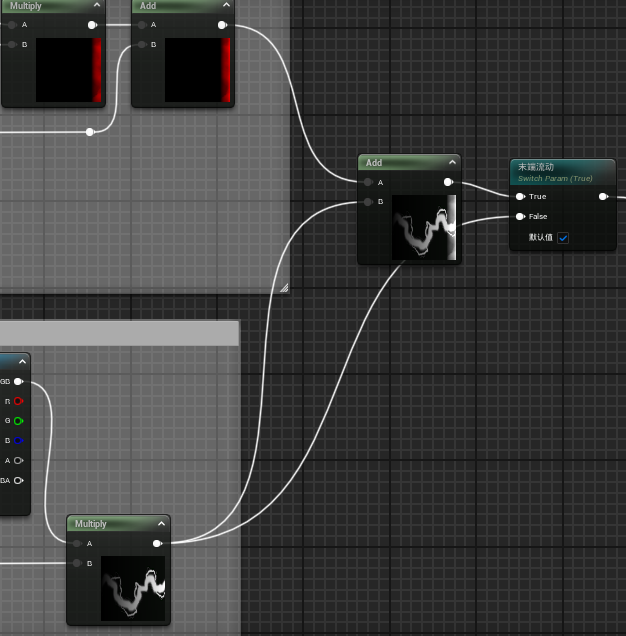 Multiply
Add
A
A
B
B
Add
A
B
末端流动
Switch Param (True)
True
False
默认值
GB
R
G
B
A
BA
Multiply
A
B